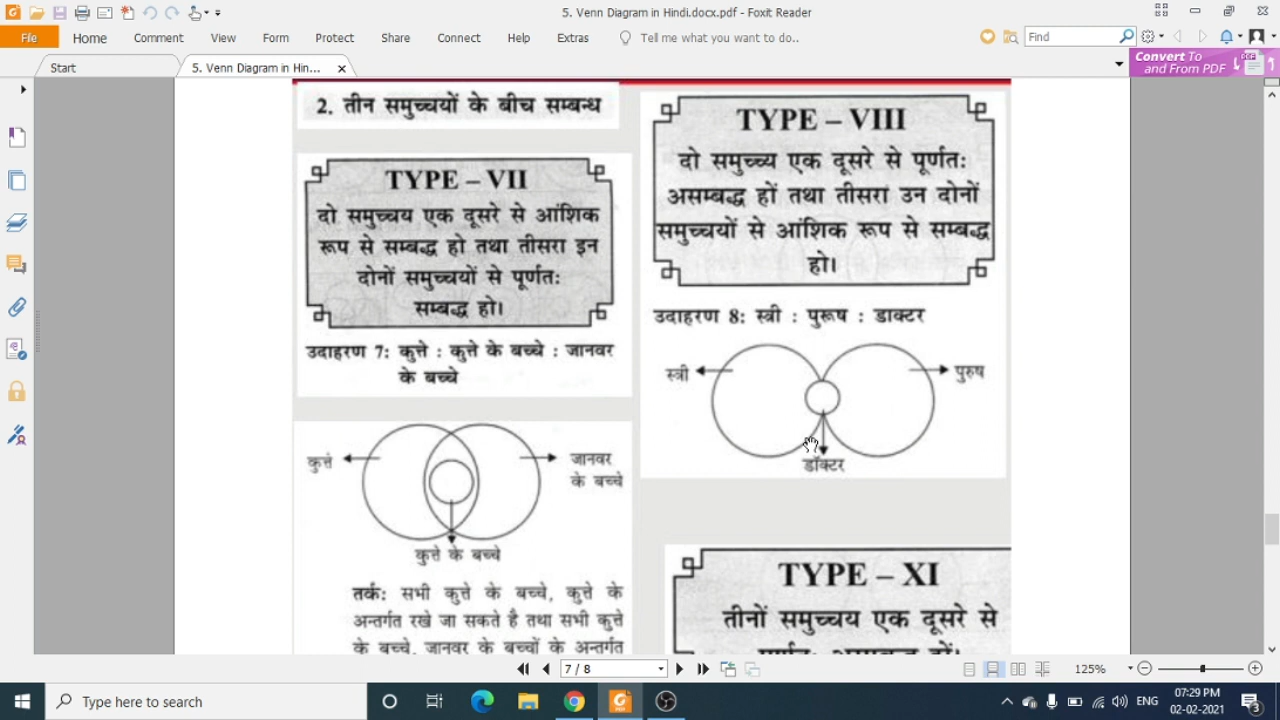 5. Venn Diagram in Hindi.docx.pdf - Foxit Reader
File Home Comment View Form Protect Share Connect Help Extras Tell me what you want to do.. Find
Start 5. Venn Diagram in Hin... Convert To
and From PDF
2. तीन समुच्चयों के बीच सम्बन्ध
TYPE – VII
दो समुच्चय एक दूसरे से आंशिक
रूप से सम्बद्ध हो तथा तीसरा इन
दोनों समुच्चयों से पूर्णतः
सम्बद्ध हो।
उदाहरण 7: कुत्ते : कुत्ते के बच्चे : जानवर
के बच्चे
कुत्ते
जानवर
के बच्चे
कुत्ते के बच्चे
तर्क: सभी कुत्ते के बच्चे, कुत्ते के
अन्तर्गत रखे जा सकते है तथा सभी कुत्ते
के बच्चे, जानवर के बच्चों के अन्तर्गत
TYPE – VIII
दो समुच्च्य एक दूसरे से पूर्णतः
असम्बद्ध हों तथा तीसरा उन दोनों
समुच्चयों से आंशिक रूप से सम्बद्ध
हो।
उदाहरण 8: स्त्री : पुरूष : डाक्टर
स्त्री
पुरुष
डॉक्टर
TYPE – XI
तीनों समुच्चय एक दूसरे से
7 / 8 125%
Type here to search ENG 07:29 PM
02-02-2021 3